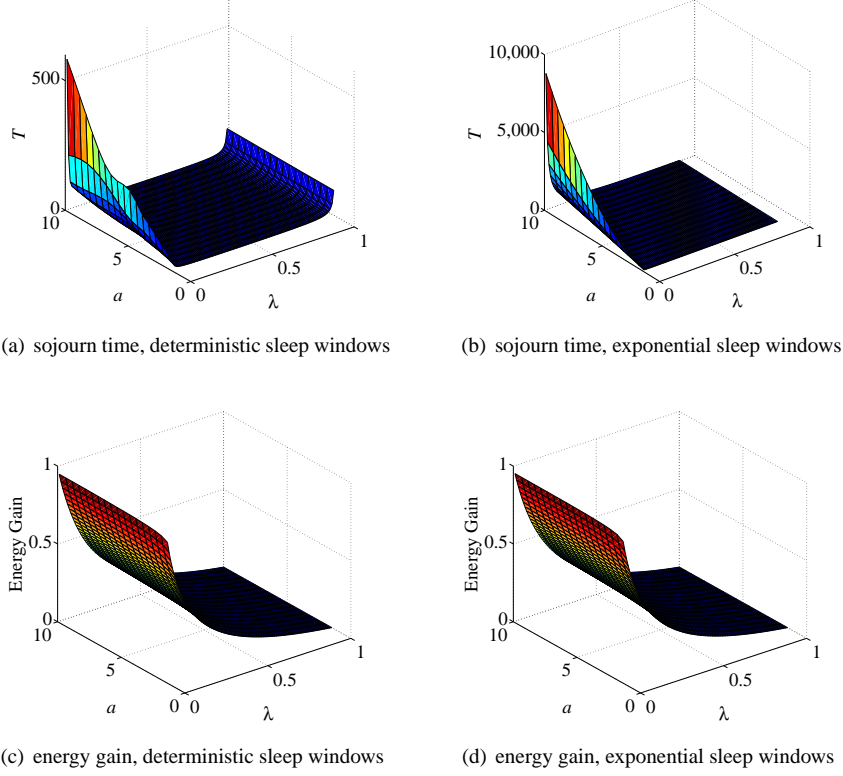 500
T
0
10
5
a
0
0
0.5
λ
1
(a) sojourn time, deterministic sleep windows
10,000
5,000
T
0
10
5
a
0
0
0.5
λ
1
(b) sojourn time, exponential sleep windows
1
0.5
Energy Gain
0
10
5
a
0
0
0.5
λ
1
(c) energy gain, deterministic sleep windows
1
0.5
Energy Gain
0
10
5
a
0
0
0.5
λ
1
(d) energy gain, exponential sleep windows